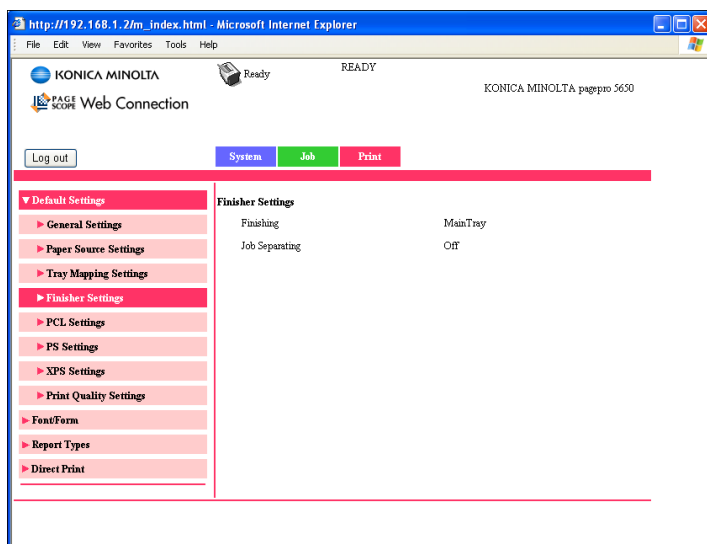 http://192.168.1.2/m_index.html - Microsoft Internet Explorer
File Edit View Favorites Tools Help
KONICA MINOLTA
Ready
READY
KONICA MINOLTA pagepro 5650
PAGE SCOPE Web Connection
Log out
System Job Print
Default Settings
General Settings
Paper Source Settings
Tray Mapping Settings
Finisher Settings
PCL Settings
PS Settings
XPS Settings
Print Quality Settings
Font/Form
Report Types
Direct Print
Finisher Settings
Finishing MainTray
Job Separating Off